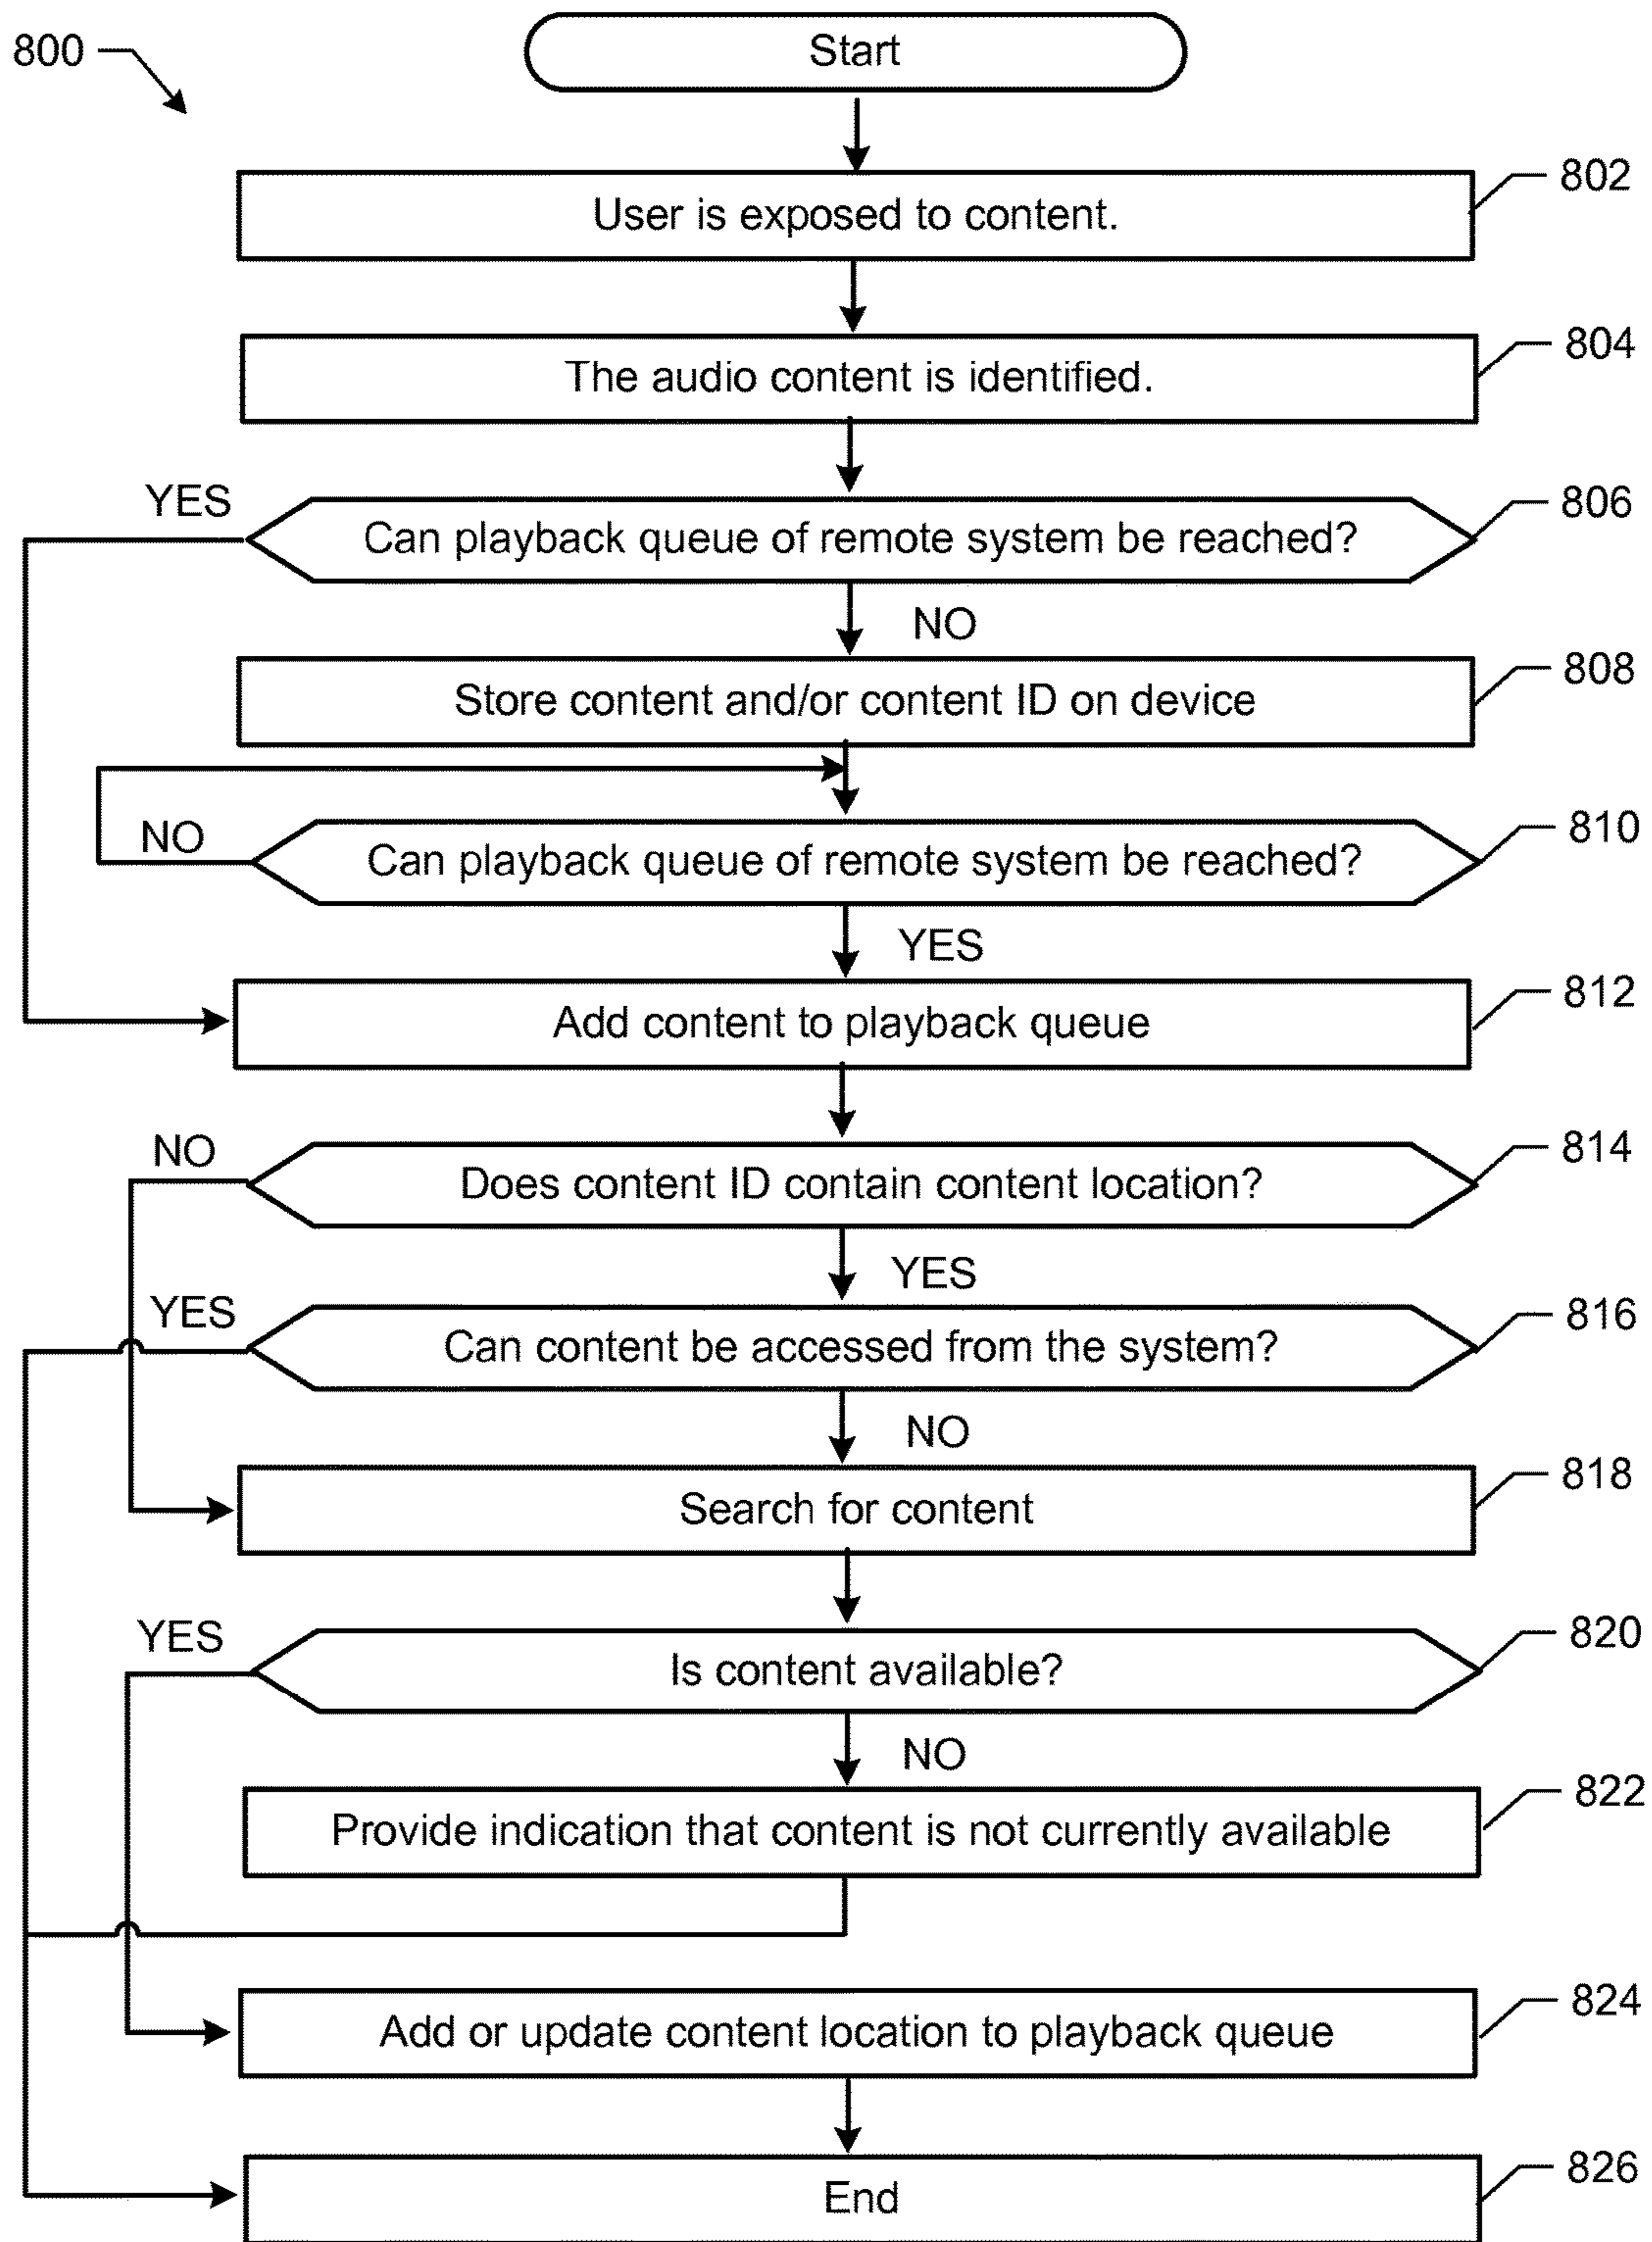 800
Start
802
User is exposed to content.
804
The audio content is identified.
YES
806
Can playback queue of remote system be reached?
NO
808
Store content and/or content ID on device
810
NO
Can playback queue of remote system be reached?
YES
812
Add content to playback queue
NO
814
Does content ID contain content location?
YES
YES
816
Can content be accessed from the system?
NO
818
Search for content
YES
820
Is content available?
NO
822
Provide indication that content is not currently available
824
Add or update content location to playback queue
826
End